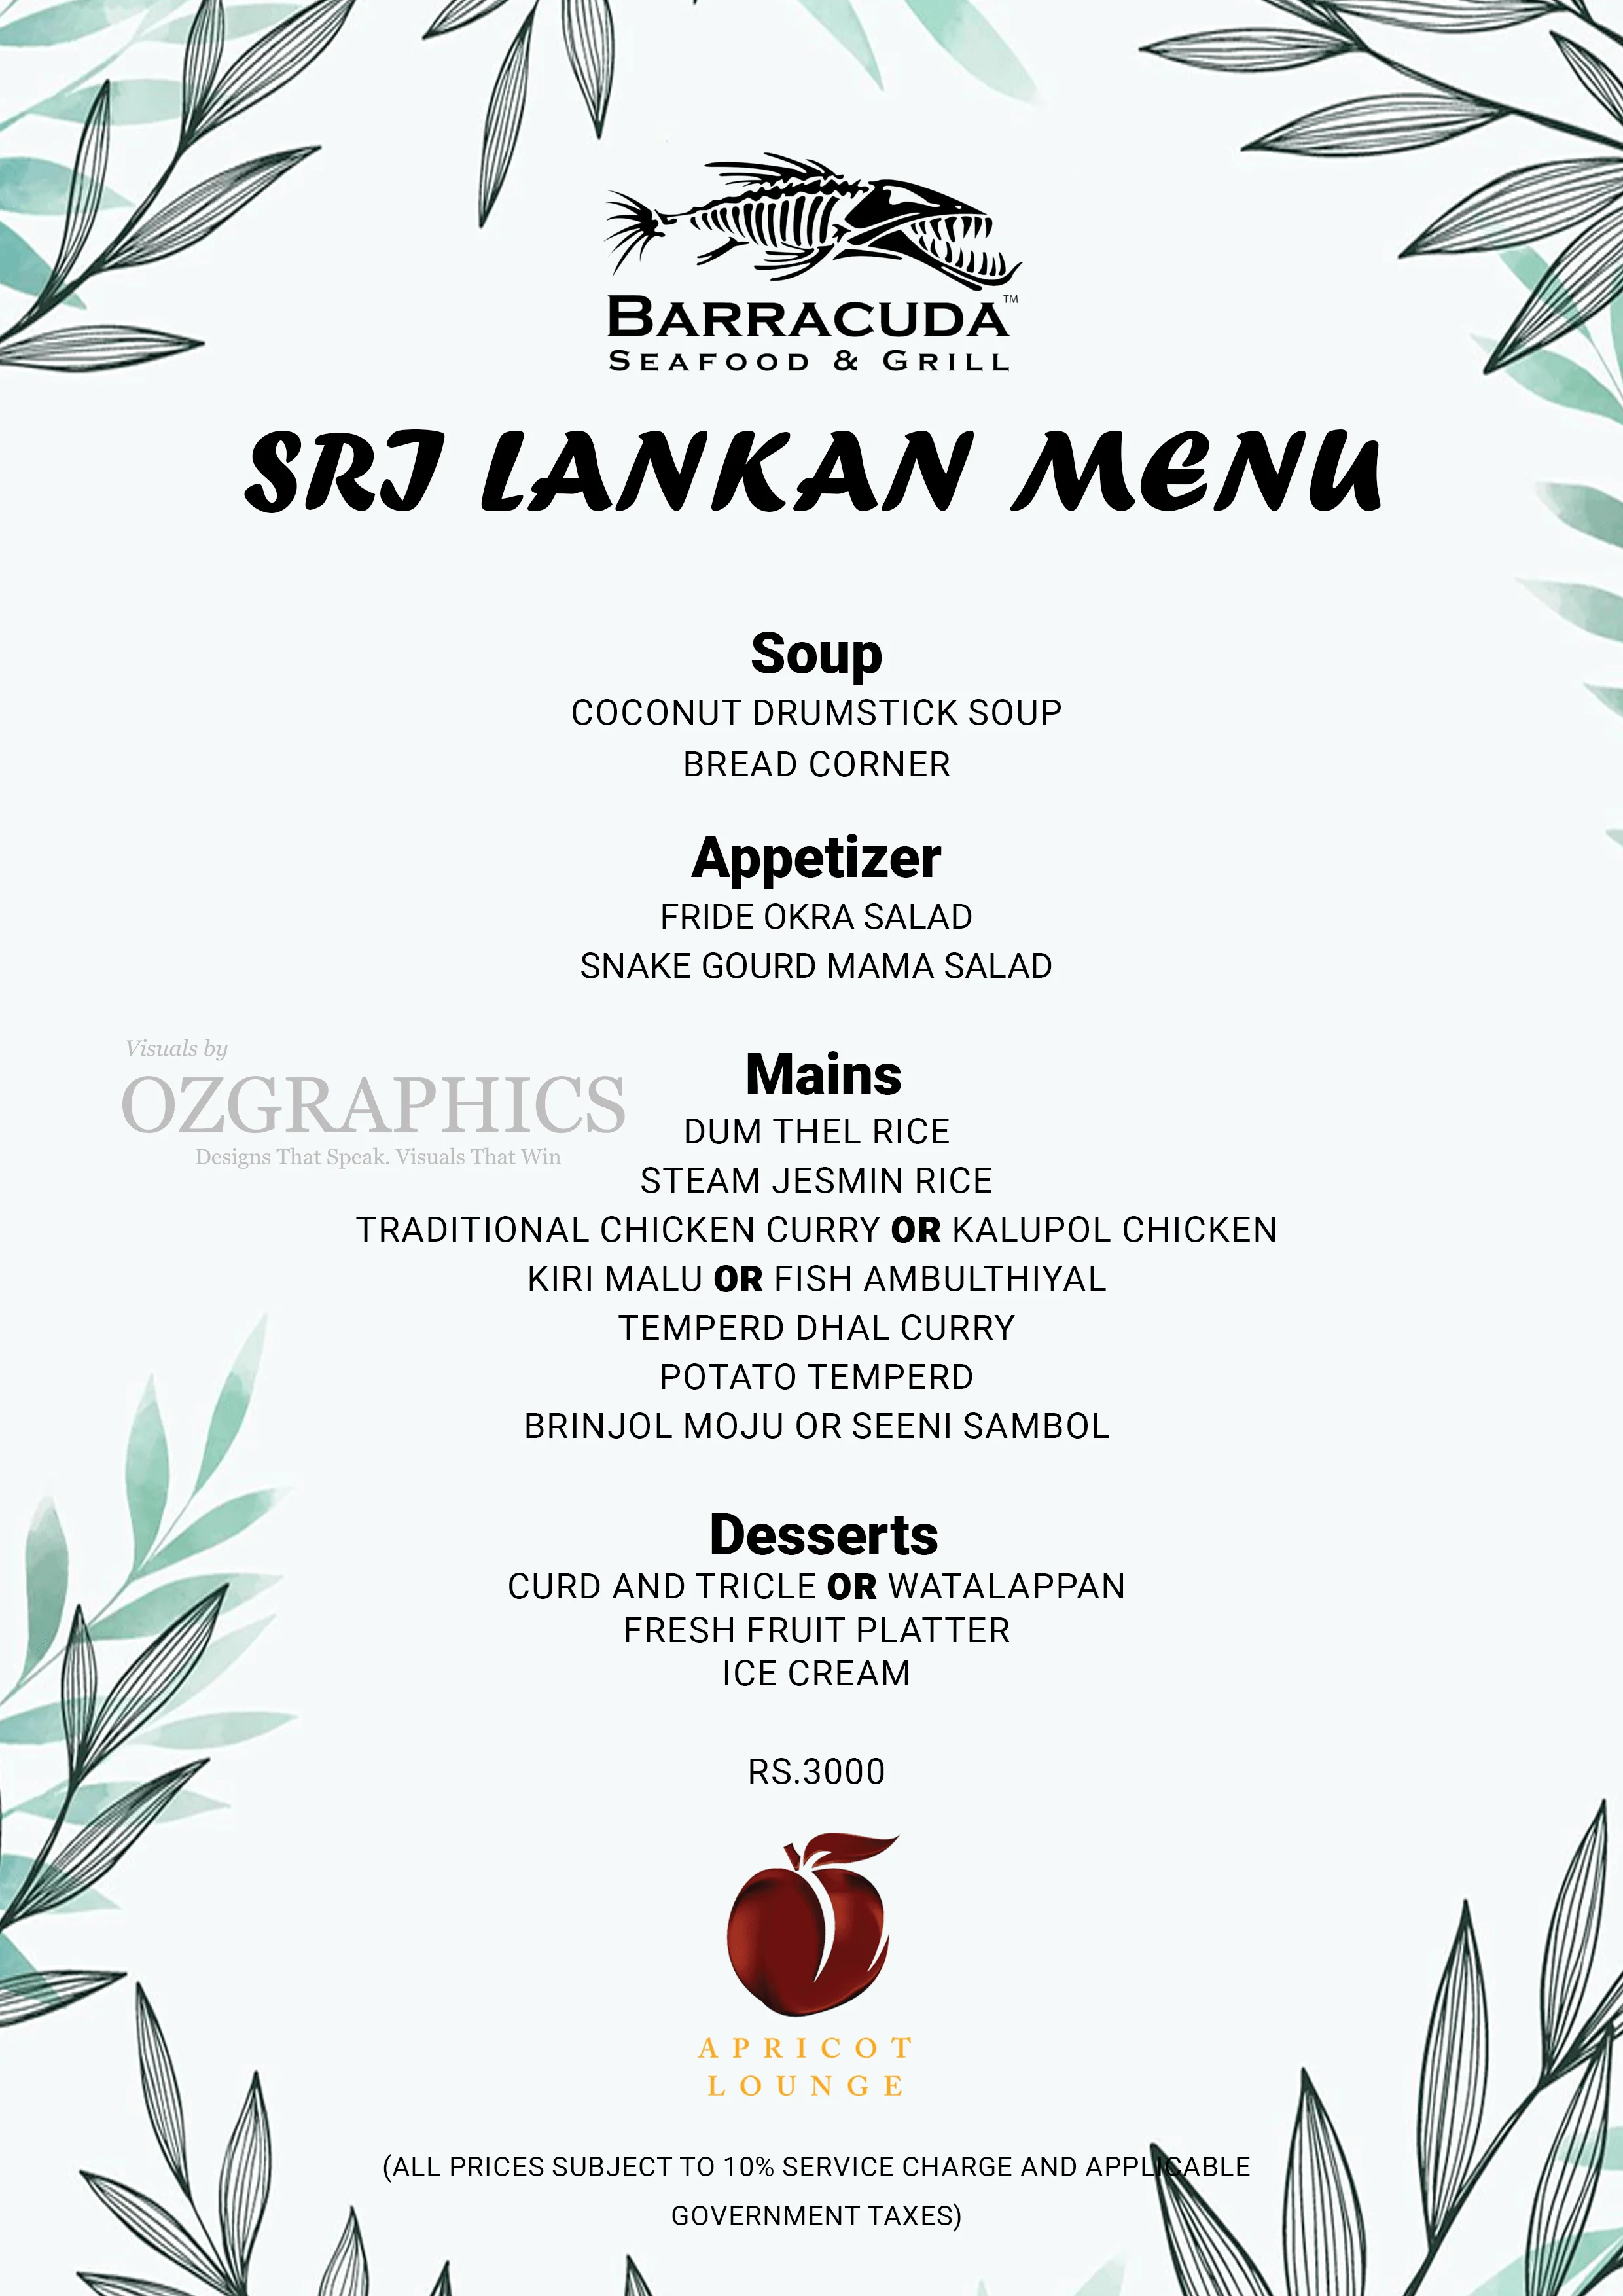 BARRACUDA™
SEAFOOD & GRILL
SRI LANKAN MENU
Soup
COCONUT DRUMSTICK SOUP
BREAD CORNER
Appetizer
FRIDE OKRA SALAD
SNAKE GOURD MAMA SALAD
Visuals by
OZGRAPHICS
Designs That Speak. Visuals That Win
Mains
DUM THEL RICE
STEAM JESMIN RICE
TRADITIONAL CHICKEN CURRY OR KALUPOL CHICKEN
KIRI MALU OR FISH AMBULTHIYAL
TEMPERD DHAL CURRY
POTATO TEMPERD
BRINJOL MOJU OR SEENI SAMBOL
Desserts
CURD AND TRICLE OR WATALAPPAN
FRESH FRUIT PLATTER
ICE CREAM
RS.3000
APRICOT
LOUNGE
(ALL PRICES SUBJECT TO 10% SERVICE CHARGE AND APPLICABLE
GOVERNMENT TAXES)